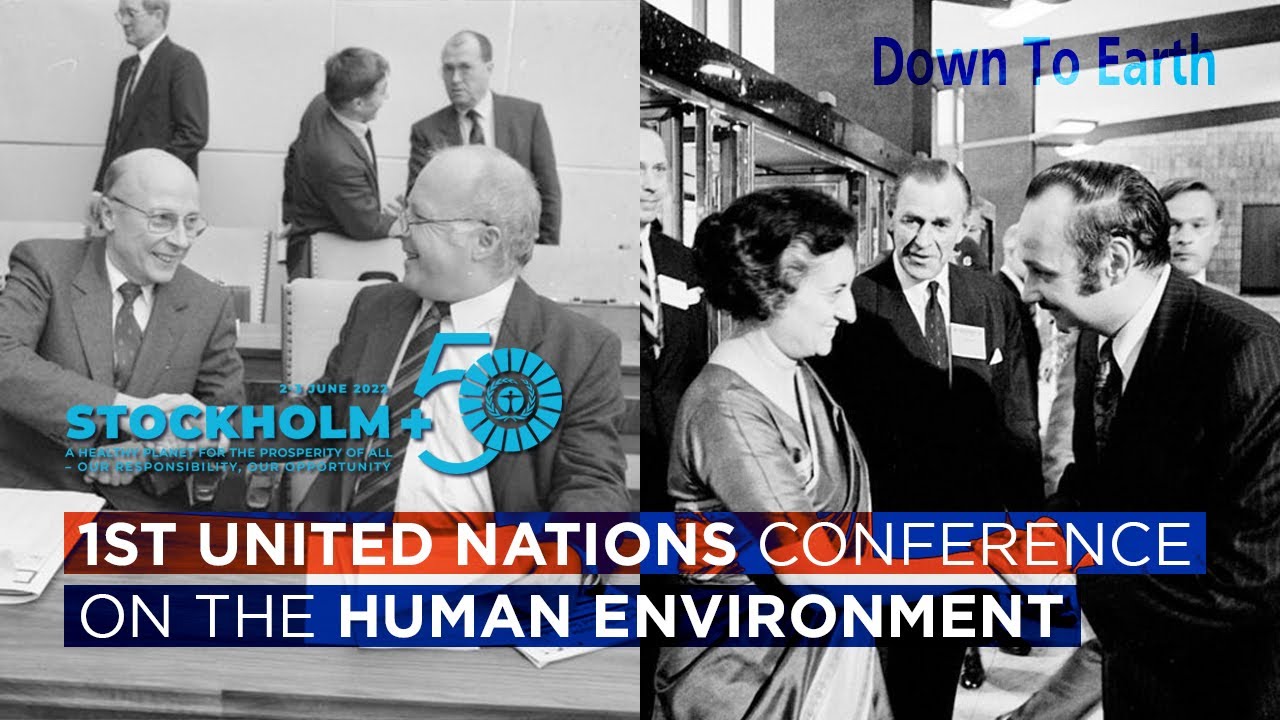 Down To Earth
2-3 JUNE 2022
STOCKHOLM+50
A HEALTHY PLANET FOR THE PROSPERITY OF ALL
– OUR RESPONSIBILITY, OUR OPPORTUNITY
1ST UNITED NATIONS CONFERENCE
ON THE HUMAN ENVIRONMENT